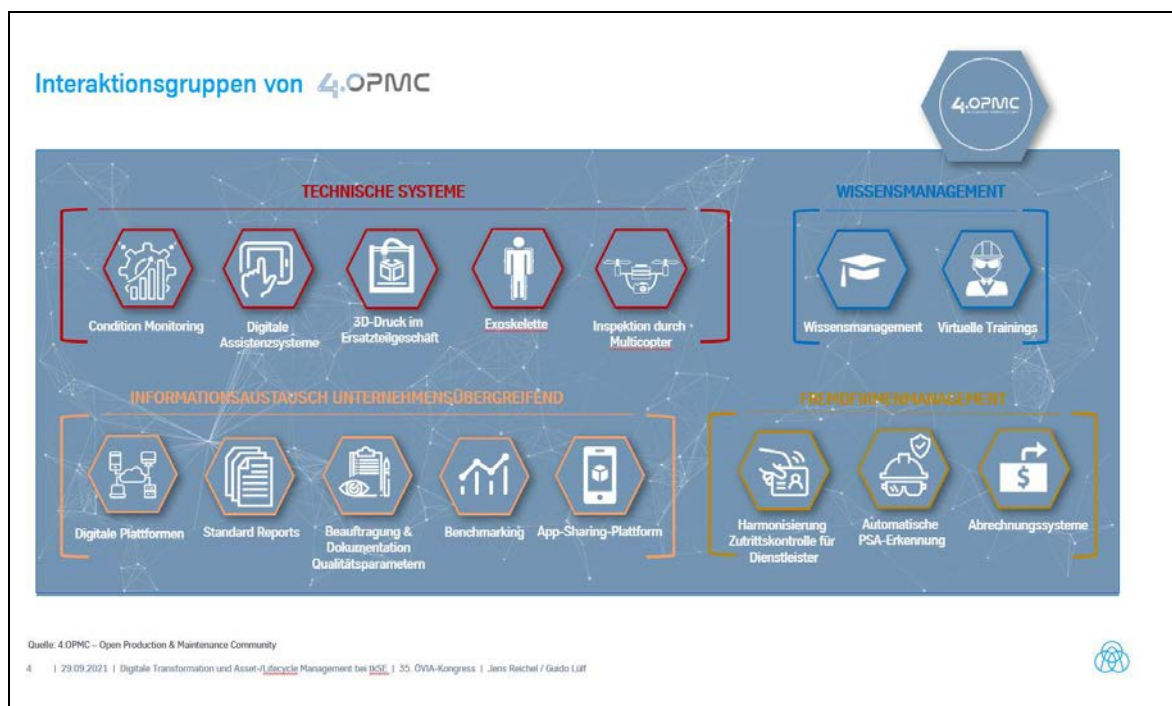 Interaktionsgruppen von 4.OPMC
4.OPMC
TECHNISCHE SYSTEME
Condition Monitoring
Digitale
Assistenzsysteme
3D-Druck im
Ersatzteilgeschäft
Exoskelette
Inspektion durch
Multicopter
WISSENSMANAGEMENT
Wissensmanagement
Virtuelle Trainings
INFORMATIONSAUSTAUSCH UNTERNEHMENSÜBERGREIFEND
Digitale Plattformen
Standard Reports
Beauftragung &
Dokumentation
Qualitätsparametern
Benchmarking
App-Sharing-Plattform
FREMDFIRMENMANAGEMENT
Harmonisierung
Zutrittskontrolle für
Dienstleister
Automatische
PSA-Erkennung
$
Abrechnungssysteme
Quelle: 4.OPMC – Open Production & Maintenance Community
4 | 29.09.2021 | Digitale Transformation und Asset-/Lifecycle Management bei tkSE | 35. ÖVIA-Kongress | Jens Reichel / Guido Lülf